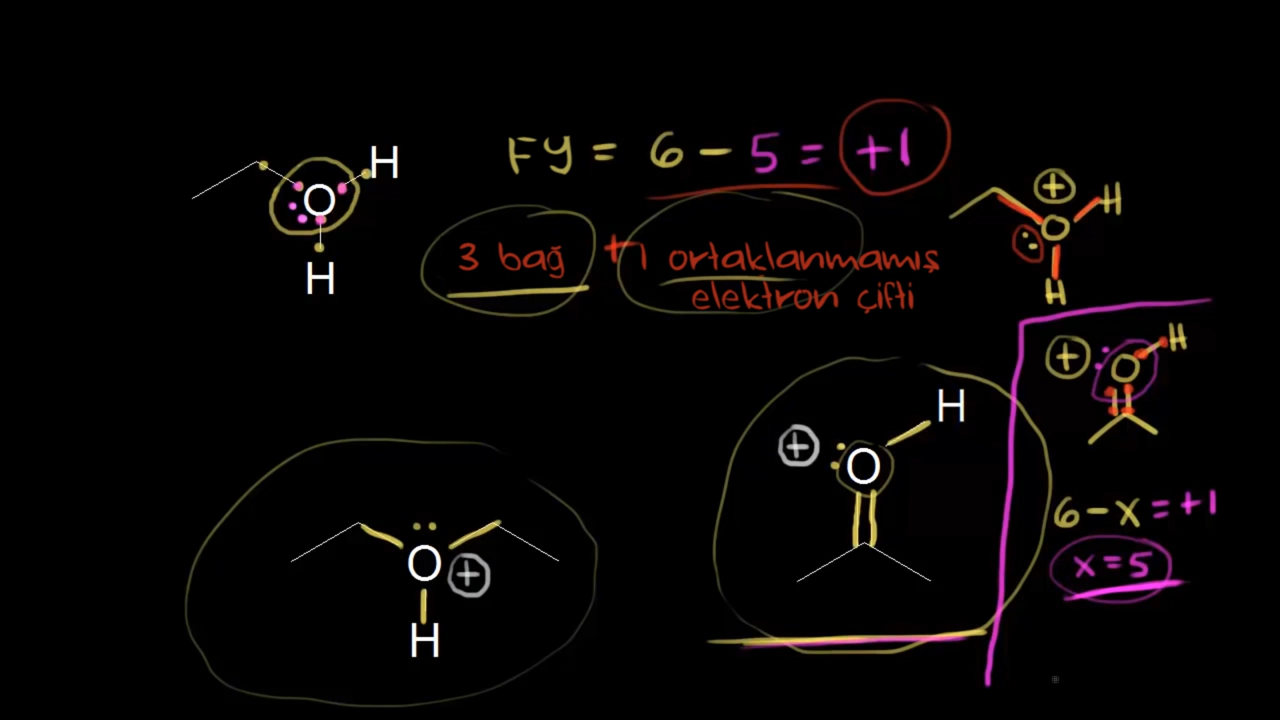 FY = 6 - 5 = +1
3 bağ + 1 ortaklanmamış
elektron çifti
H
O
H
+
O
H
H
+
O
H
6 - x = +1
x = 5
H
+
O
O
+
H